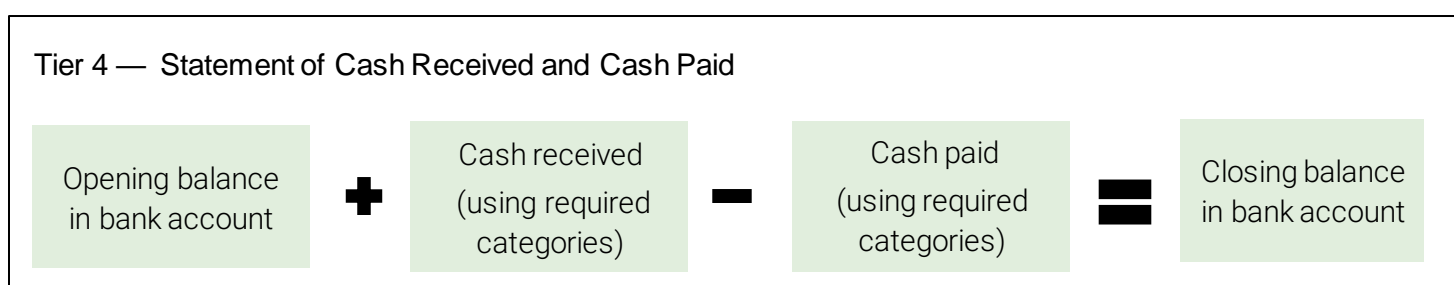 Tier 4 — Statement of Cash Received and Cash Paid
Opening balance
in bank account
+
Cash received
(using required
categories)
-
Cash paid
(using required
categories)
=
Closing balance
in bank account